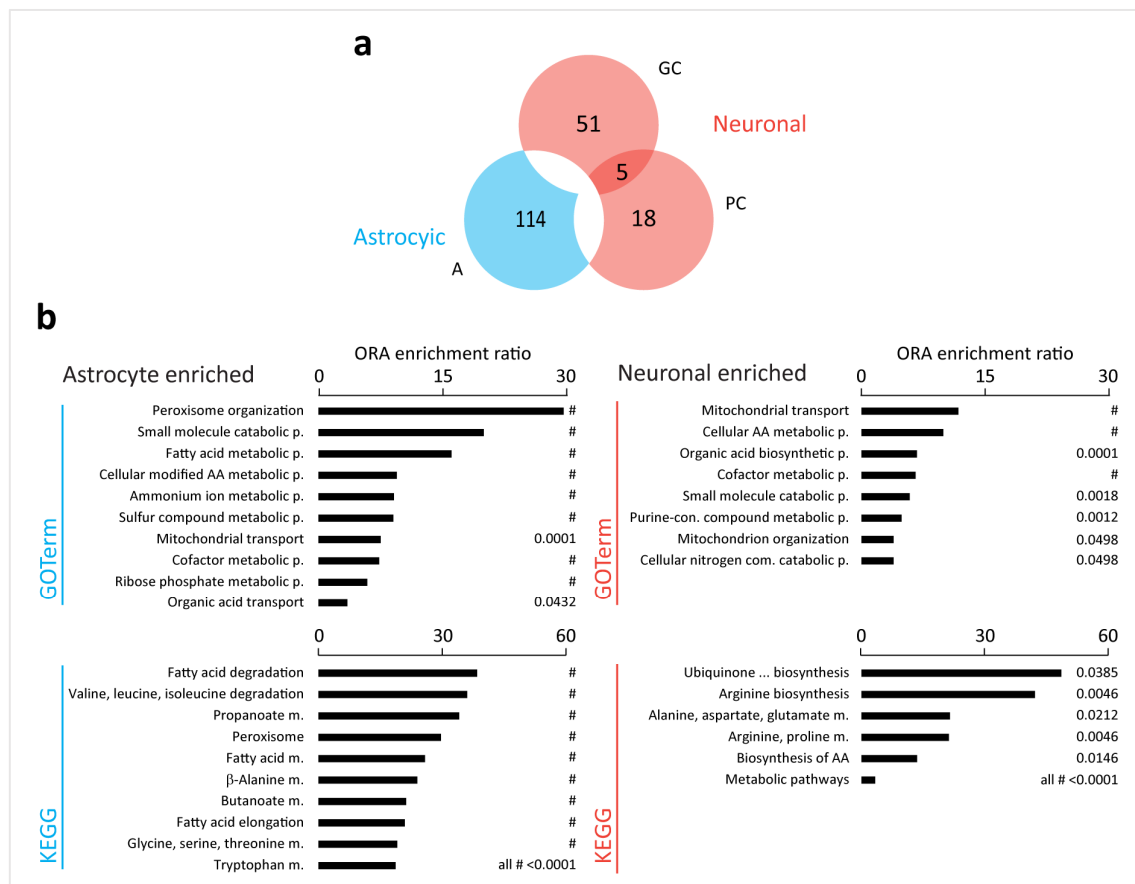 a
GC
51
Neuronal
5
PC
114
18
Astrocyic
A
b
ORA enrichment ratio
Astrocyte enriched
0 15 30
GOTerm
Peroxisome organization #
Small molecule catabolic p. #
Fatty acid metabolic p. #
Cellular modified AA metabolic p. #
Ammonium ion metabolic p. #
Sulfur compound metabolic p. #
Mitochondrial transport 0.0001
Cofactor metabolic p. #
Ribose phosphate metabolic p. #
Organic acid transport 0.0432
0 30 60
KEGG
Fatty acid degradation #
Valine, leucine, isoleucine degradation #
Propanoate m. #
Peroxisome #
Fatty acid m. #
β-Alanine m. #
Butanoate m. #
Fatty acid elongation #
Glycine, serine, threonine m. #
Tryptophan m. all # <0.0001
ORA enrichment ratio
Neuronal enriched
0 15 30
GOTerm
Mitochondrial transport #
Cellular AA metabolic p. #
Organic acid biosynthetic p. 0.0001
Cofactor metabolic p. #
Small molecule catabolic p. 0.0018
Purine-con. compound metabolic p. 0.0012
Mitochondrion organization 0.0498
Cellular nitrogen com. catabolic p. 0.0498
0 30 60
KEGG
Ubiquinone ... biosynthesis 0.0385
Arginine biosynthesis 0.0046
Alanine, aspartate, glutamate m. 0.0212
Arginine, proline m. 0.0046
Biosynthesis of AA 0.0146
Metabolic pathways all # <0.0001